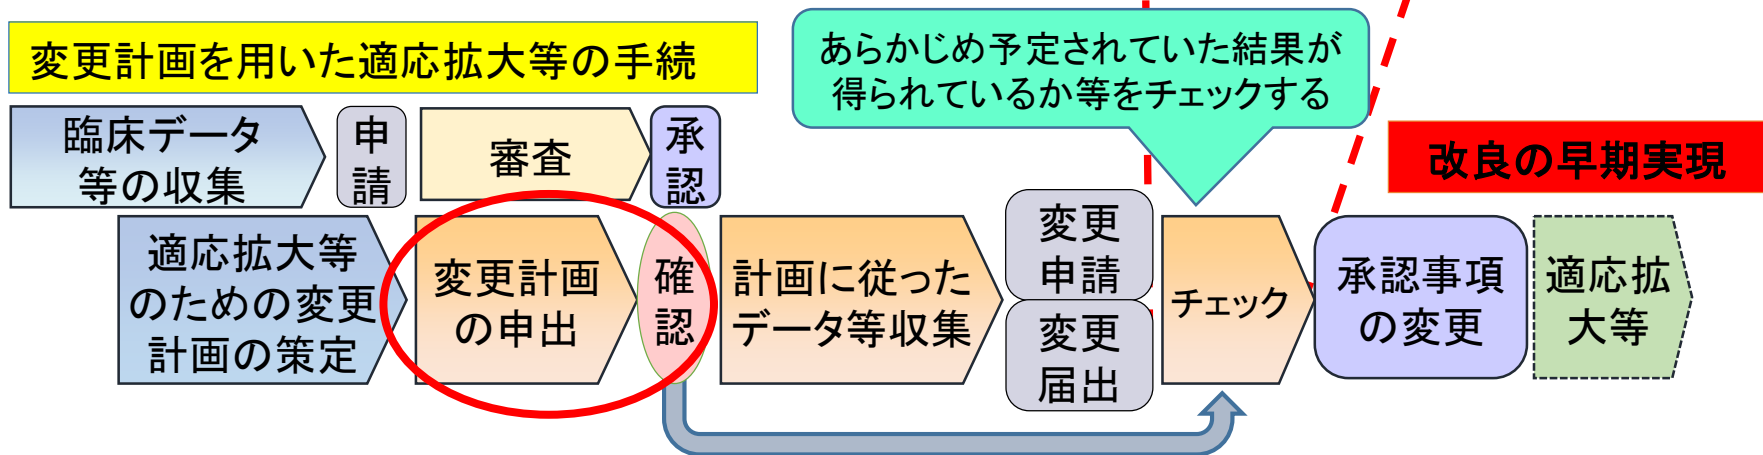 変更計画を用いた適応拡大等の手続
あらかじめ予定されていた結果が
得られているか等をチェックする
臨床データ
等の収集
申
請
審査
承
認
改良の早期実現
適応拡大等
のための変更
計画の策定
変更計画
の申出
確
認
計画に従った
データ等収集
変更
申請
変更
届出
チェック
承認事項
の変更
適応拡
大等